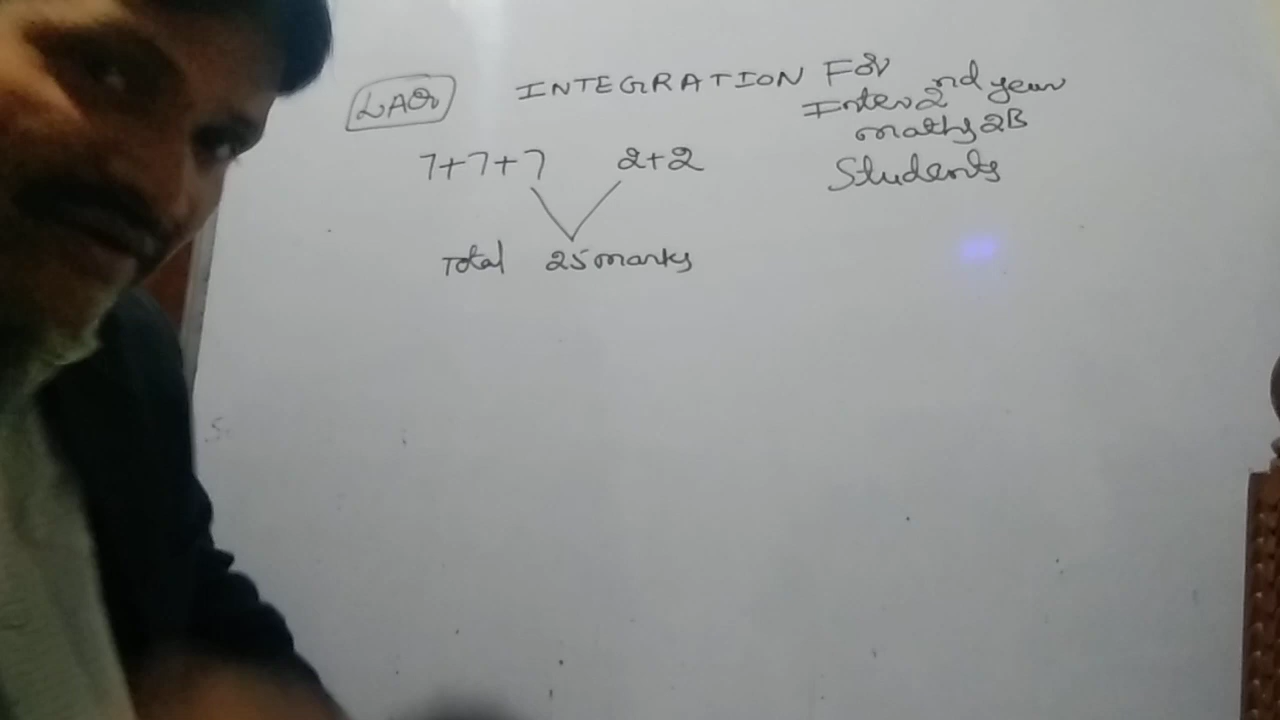 LAQ
INTEGRATION FOR
Inter 2nd year
maths 2B
Students
7+7+7 2+2
Total 25 marks